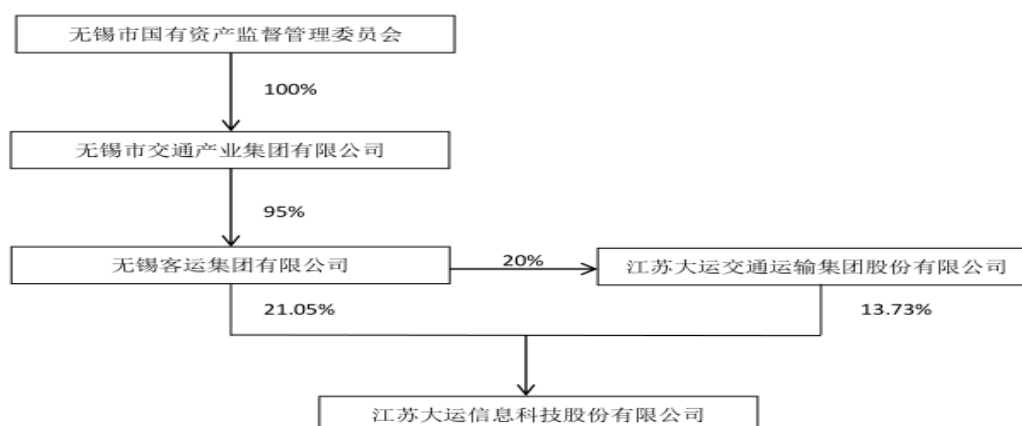 无锡市国有资产监督管理委员会
100%
无锡市交通产业集团有限公司
95%
无锡客运集团有限公司
20%
江苏大运交通运输集团股份有限公司
21.05%
13.73%
江苏大运信息科技股份有限公司